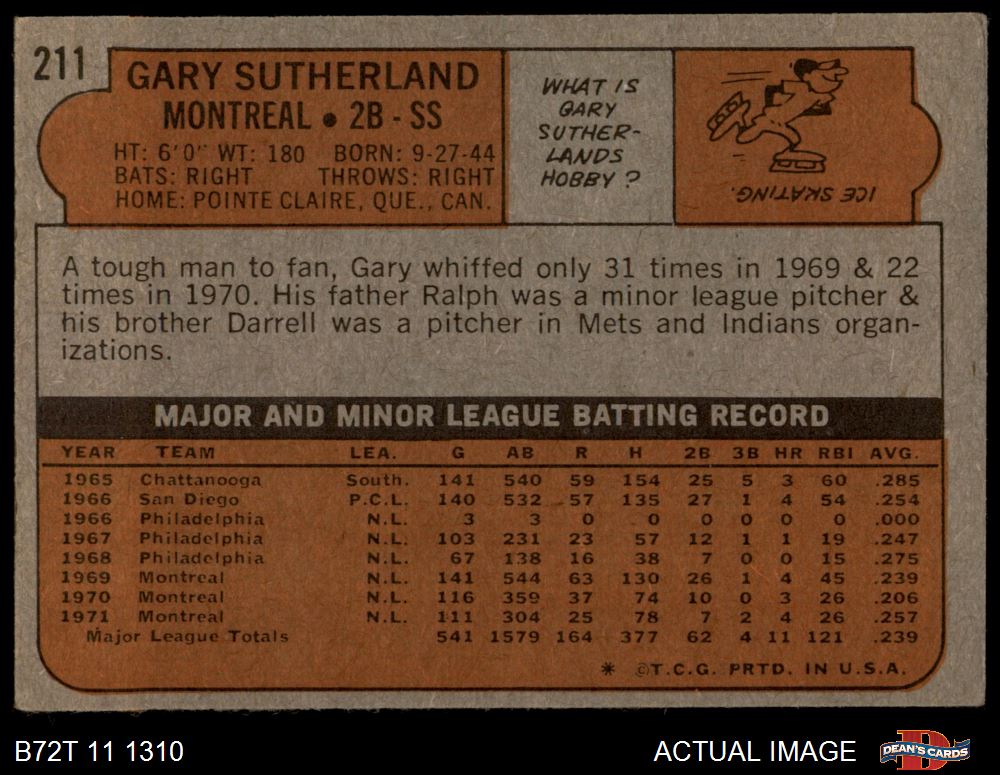 211
GARY SUTHERLAND
MONTREAL • 2B - SS
HT: 6'0" WT: 180 BORN: 9-27-44
BATS: RIGHT THROWS: RIGHT
HOME: POINTE CLAIRE, QUE., CAN.
WHAT IS
GARY
SUTHER-
LANDS
HOBBY ?
ICE SKATING.
A tough man to fan, Gary whiffed only 31 times in 1969 & 22
times in 1970. His father Ralph was a minor league pitcher &
his brother Darrell was a pitcher in Mets and Indians organ-
izations.
MAJOR AND MINOR LEAGUE BATTING RECORD
YEAR TEAM LEA. G AB R H 2B 3B HR RBI AVG.
1965 Chattanooga South. 141 540 59 154 25 5 3 60 .285
1966 San Diego P.C.L. 140 532 57 135 27 1 4 54 .254
1966 Philadelphia N.L. 3 3 0 0 0 0 0 0 .000
1967 Philadelphia N.L. 103 231 23 57 12 1 1 19 .247
1968 Philadelphia N.L. 67 138 16 38 7 0 0 15 .275
1969 Montreal N.L. 141 544 63 130 26 1 4 45 .239
1970 Montreal N.L. 116 359 37 74 10 0 3 26 .206
1971 Montreal N.L. 111 304 25 78 7 2 4 26 .257
Major League Totals 541 1579 164 377 62 4 11 121 .239
* ©T.C.G. PRTD. IN U.S.A.
B72T 11 1310
ACTUAL IMAGE
D
DEAN'S CARDS